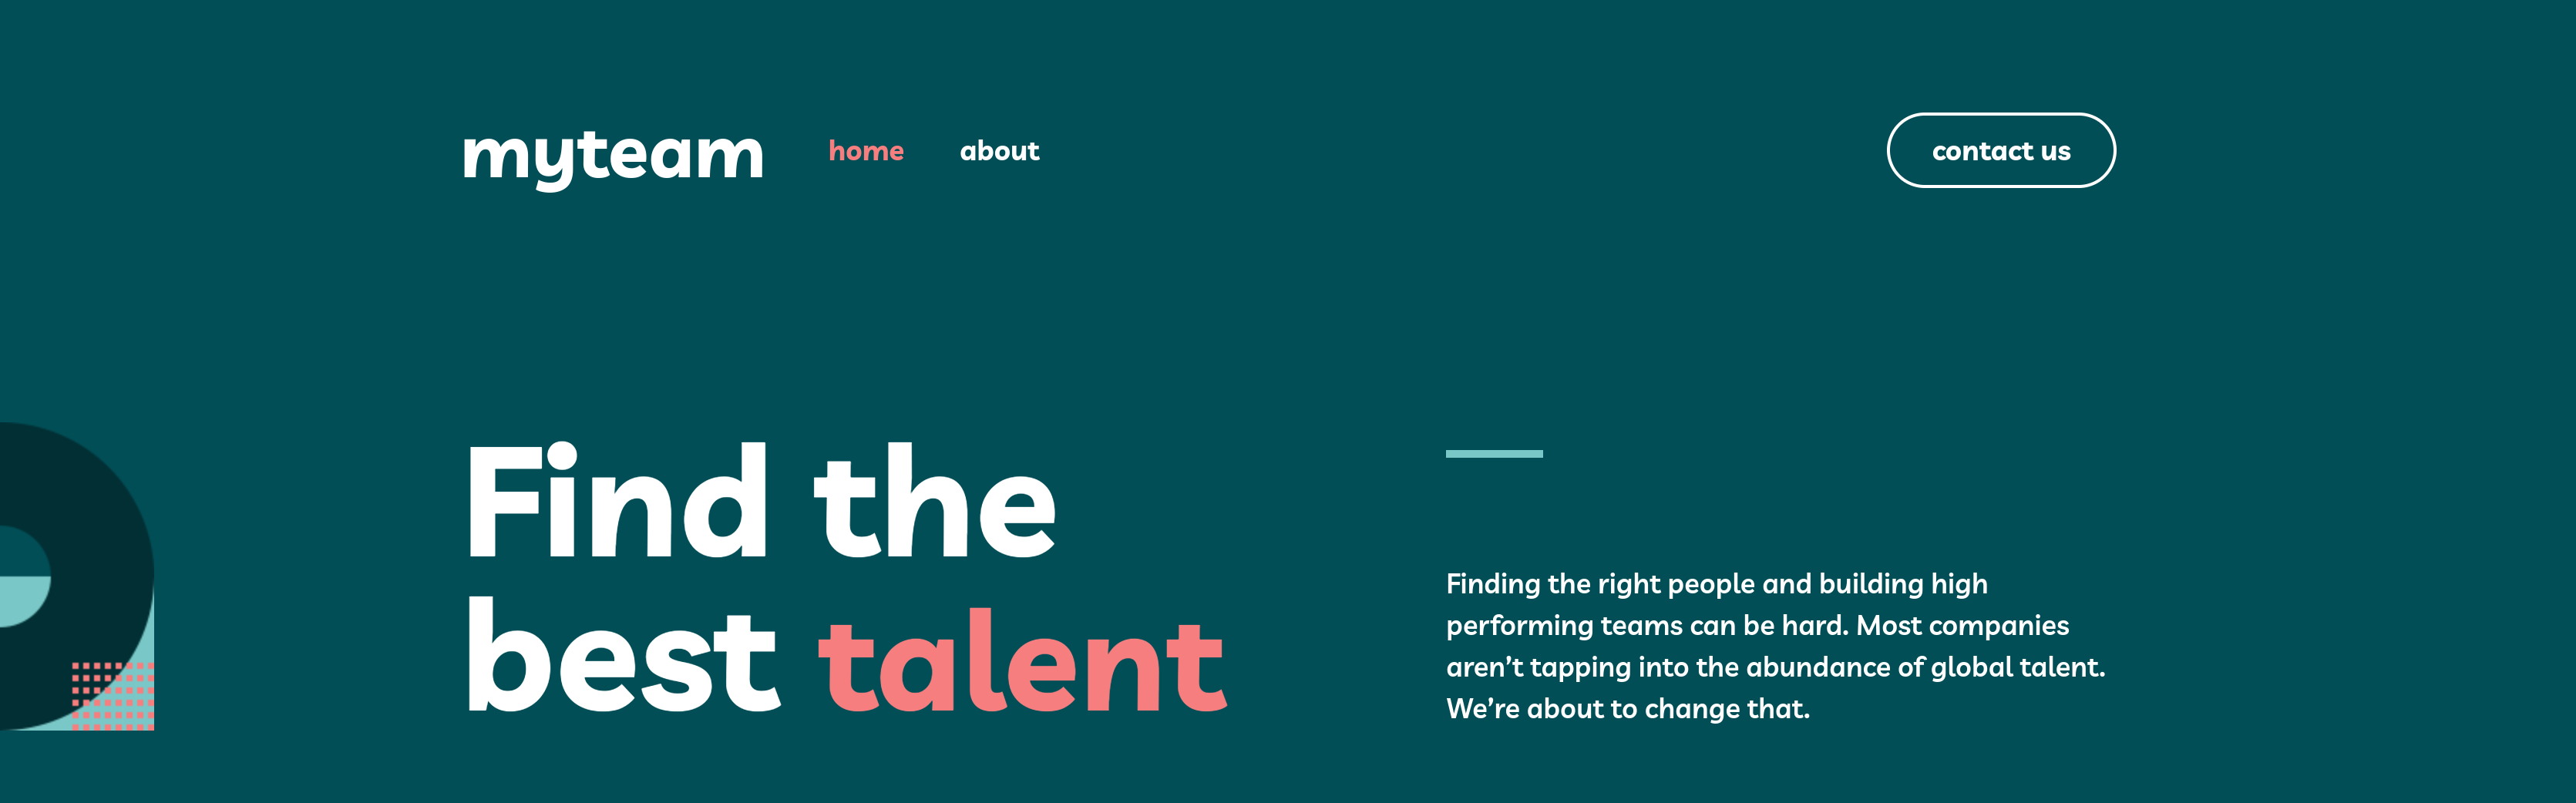 myteam home about contact us
Find the
best talent
Finding the right people and building high
performing teams can be hard. Most companies
aren’t tapping into the abundance of global talent.
We’re about to change that.